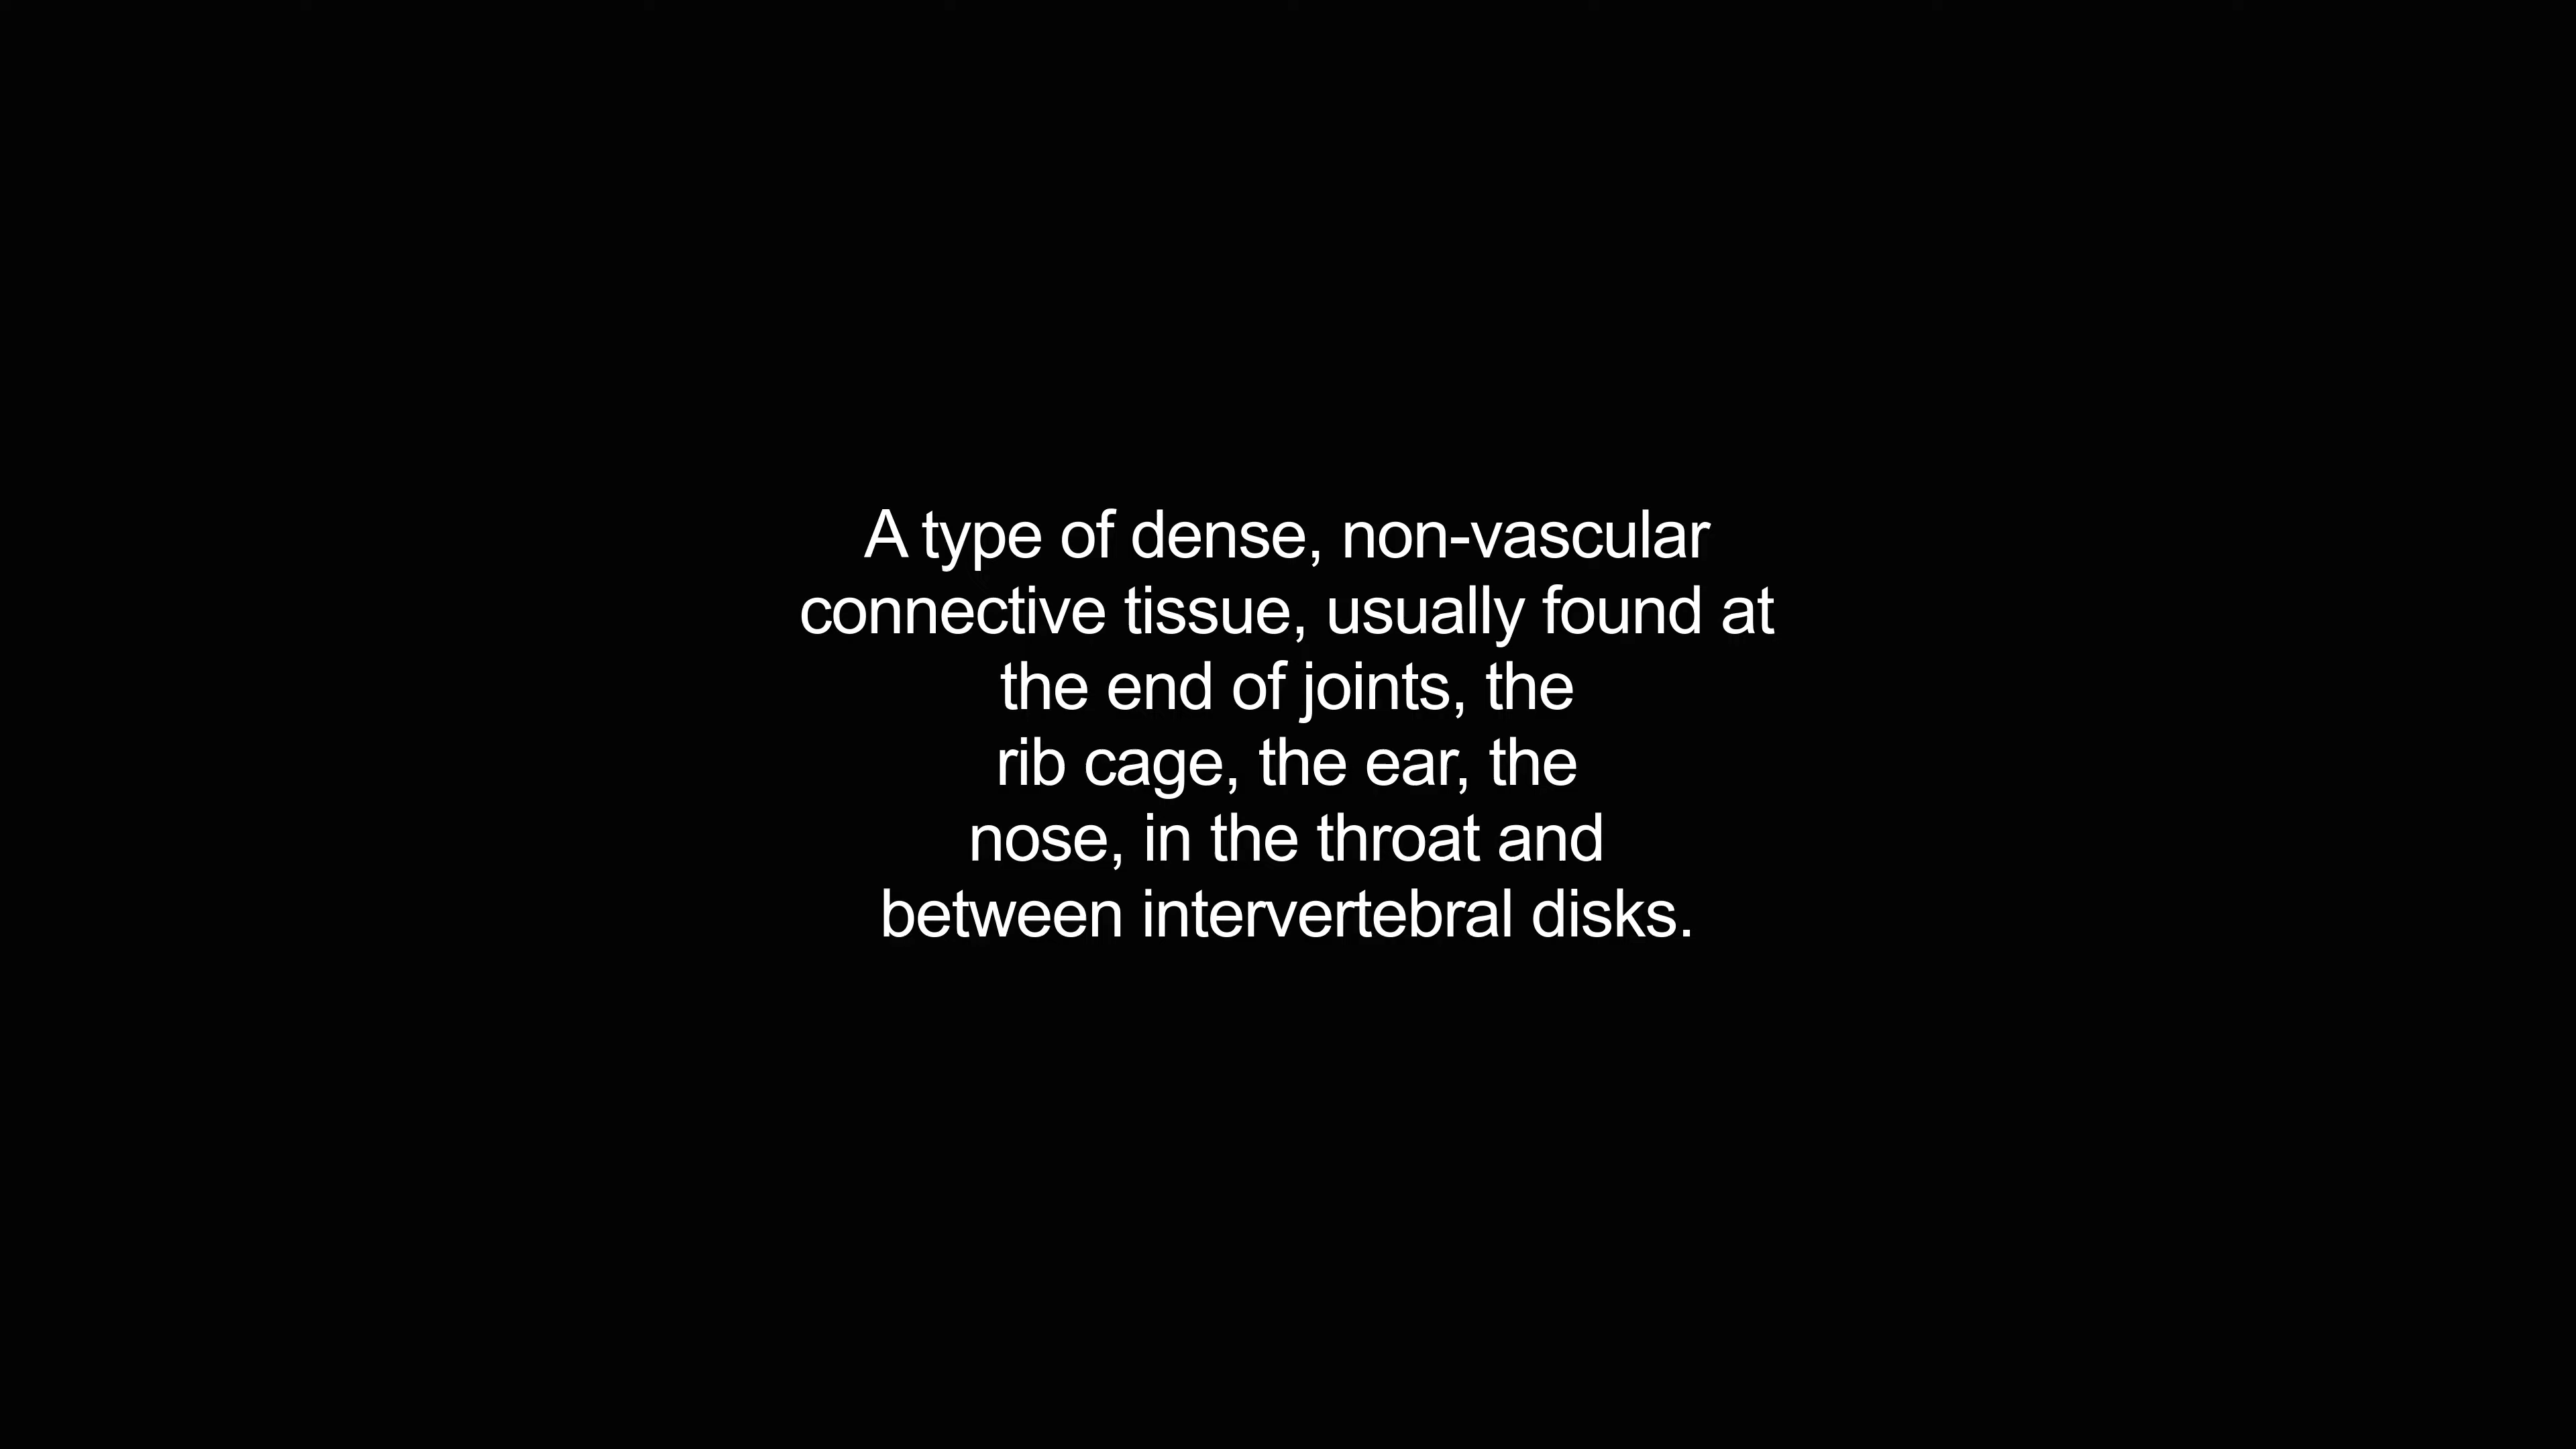 A type of dense, non-vascular
connective tissue, usually found at
the end of joints, the
rib cage, the ear, the
nose, in the throat and
between intervertebral disks.